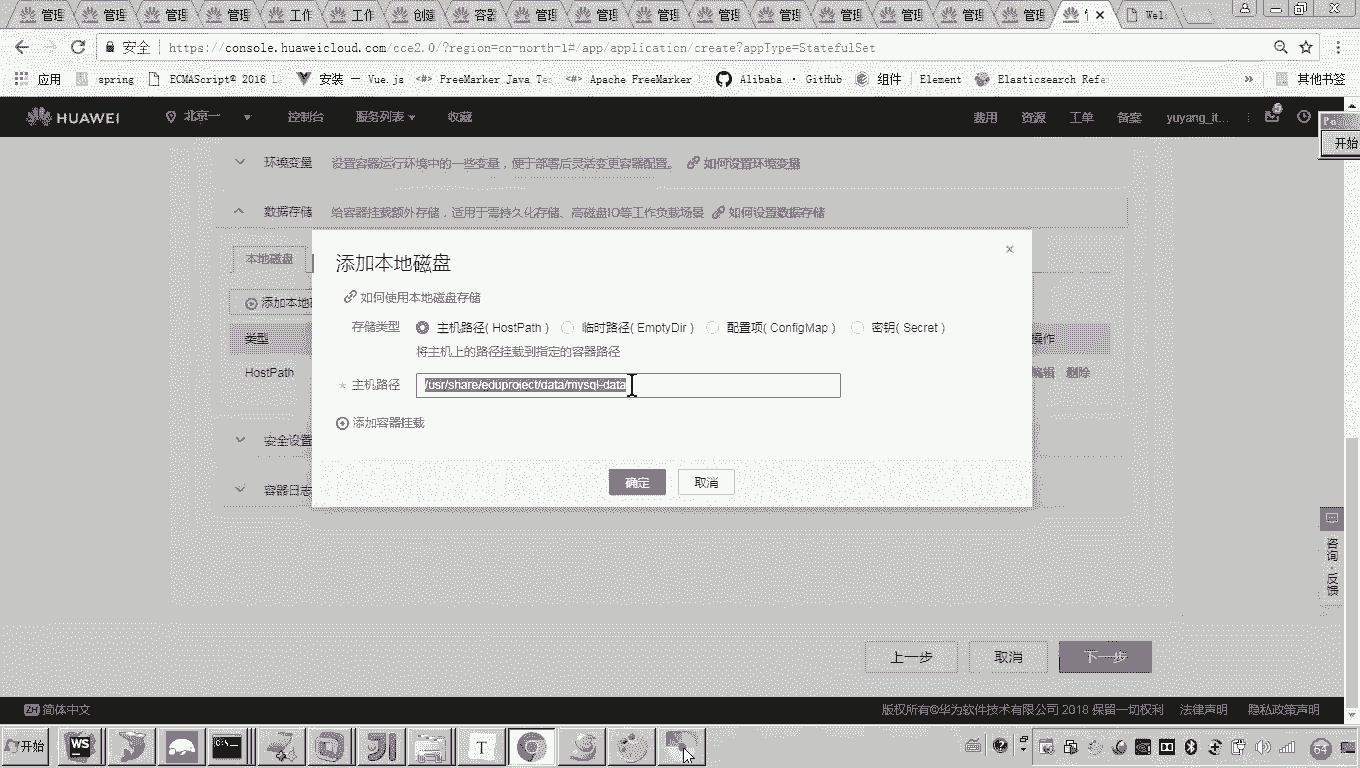 管理 管理 管理 管理 工作 工作 创建 容器 管理 管理 管理 管理 管理 管理 管理 管理 管理 Wel
安全 https://console.huaweicloud.com/cce2.0/?region=cn-north-1#/app/application/create?appType=StatefulSet
应用 spring ECMAScript® 2016 L 安装 — Vue.js FreeMarker Java Te Apache FreeMarker Alibaba · GitHub 组件 Element Elasticsearch Refe » 其他书签
HUAWEI 北京一 控制台 服务列表 收藏 费用 资源 工单 备案 yuyang_it...
开始
环境变量 设置容器运行环境中的一些变量，便于部署后灵活变更容器配置。 如何设置环境变量
数据存储 给容器挂载额外存储，适用于需持久化存储、高磁盘IO等工作负载场景 如何设置数据存储
本地磁盘
添加本地磁盘
如何使用本地磁盘存储
添加本地
存储类型 主机路径( HostPath ) 临时路径( EmptyDir ) 配置项( ConfigMap ) 密钥( Secret )
类型 操作
将主机上的路径挂载到指定的容器路径
HostPath 编辑 删除
* 主机路径 /usr/share/eduproject/data/mysql-data
添加容器挂载
安全设置
确定 取消
容器日志
咨询·反馈
上一步 取消 下一步
ZH 简体中文 版权所有©华为软件技术有限公司 2018 保留一切权利 法律声明 隐私政策声明
开始 WS C:\ T 64